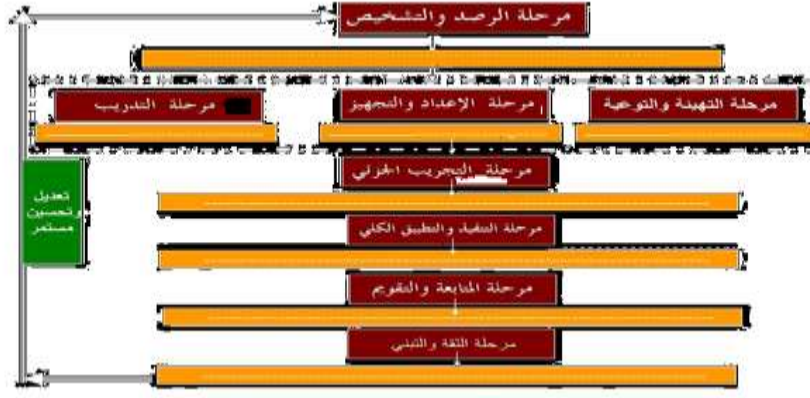 مرحلة الرصد والتشخيص
مرحلة التهيئة والتوعية
مرحلة الإعداد والتجهيز
مرحلة التدريب
مرحلة التجريب الجزئي
تعديل
وتحسين
مستمر
مرحلة التنفيذ والتطبيق الكلي
مرحلة المتابعة والتقويم
مرحلة الثقة والتبني